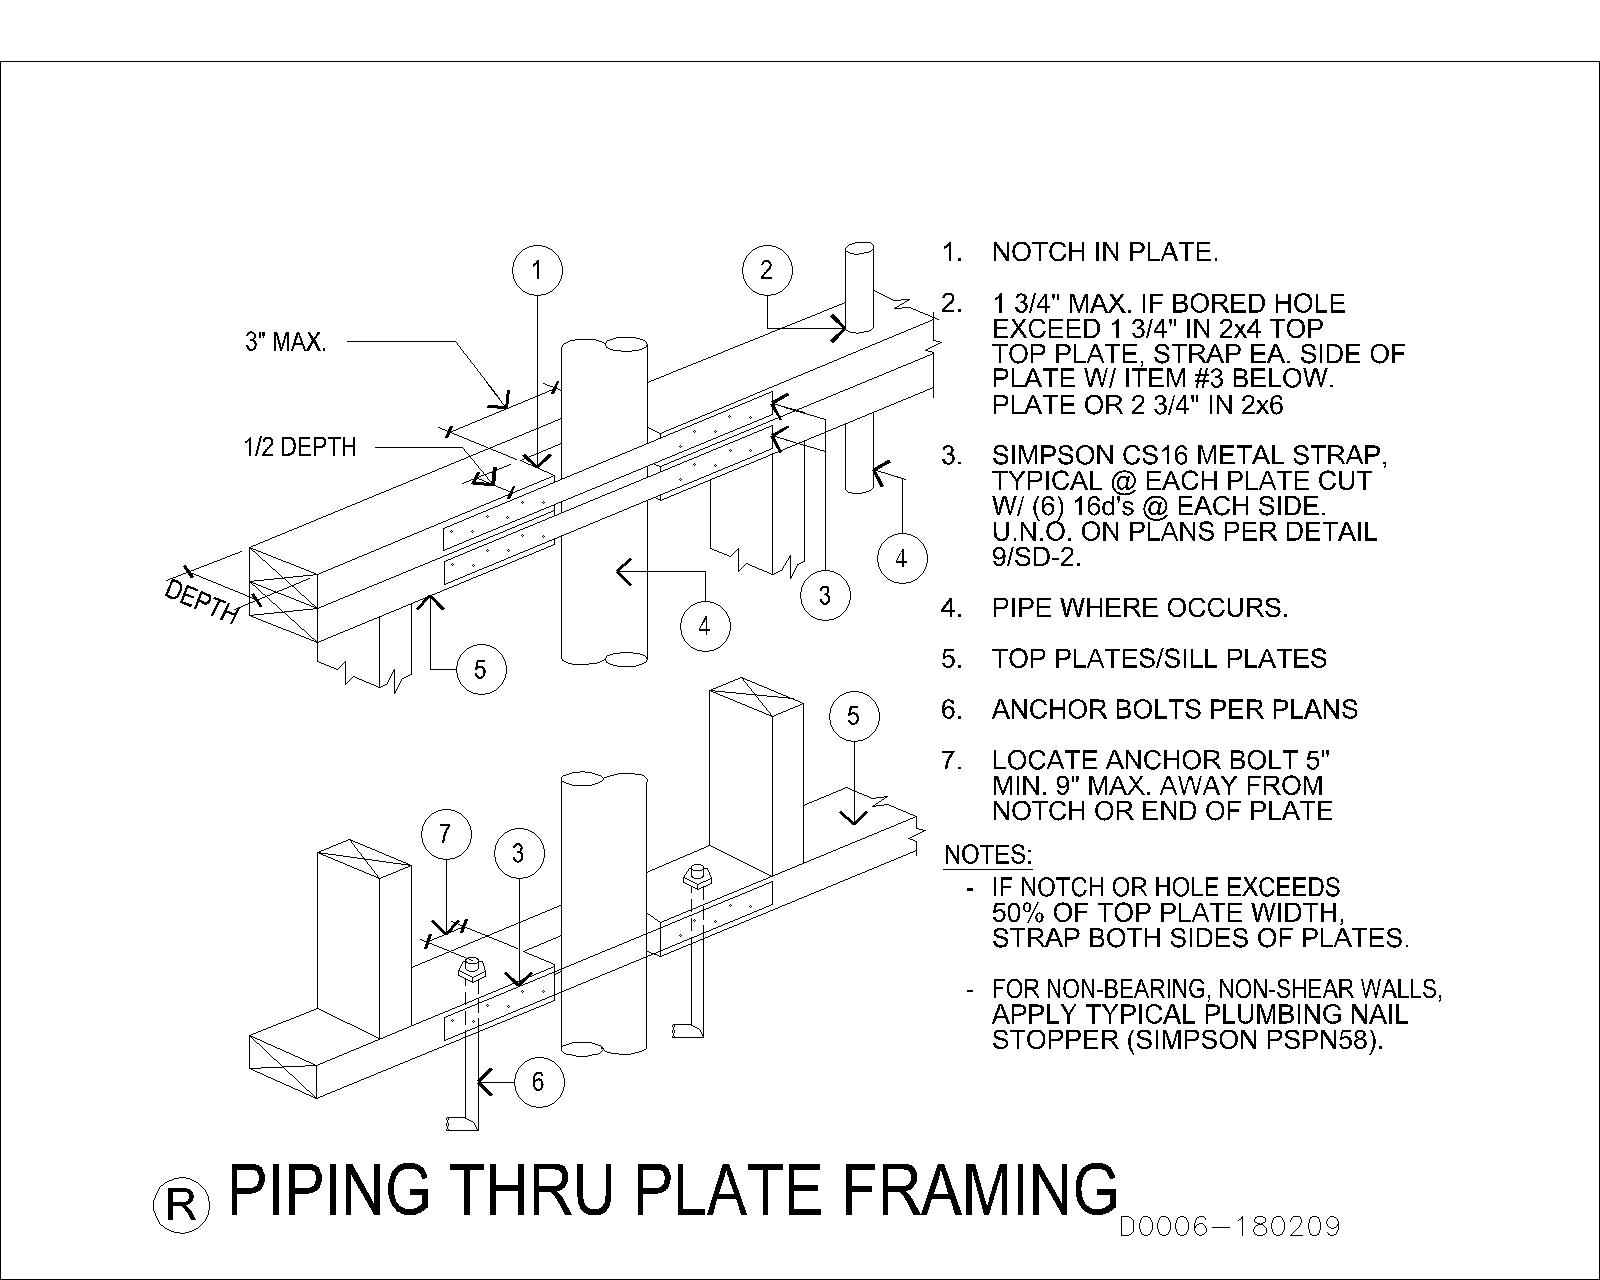 1
2
3" MAX.
1/2 DEPTH
DEPTH
3
4
4
5
5
7
3
6
1. NOTCH IN PLATE.
2. 1 3/4" MAX. IF BORED HOLE
EXCEED 1 3/4" IN 2x4 TOP
TOP PLATE, STRAP EA. SIDE OF
PLATE W/ ITEM #3 BELOW.
PLATE OR 2 3/4" IN 2x6
3. SIMPSON CS16 METAL STRAP,
TYPICAL @ EACH PLATE CUT
W/ (6) 16d's @ EACH SIDE.
U.N.O. ON PLANS PER DETAIL
9/SD-2.
4. PIPE WHERE OCCURS.
5. TOP PLATES/SILL PLATES
6. ANCHOR BOLTS PER PLANS
7. LOCATE ANCHOR BOLT 5"
MIN. 9" MAX. AWAY FROM
NOTCH OR END OF PLATE
NOTES:
- IF NOTCH OR HOLE EXCEEDS
50% OF TOP PLATE WIDTH,
STRAP BOTH SIDES OF PLATES.
- FOR NON-BEARING, NON-SHEAR WALLS,
APPLY TYPICAL PLUMBING NAIL
STOPPER (SIMPSON PSPN58).
R PIPING THRU PLATE FRAMING
D0006-180209